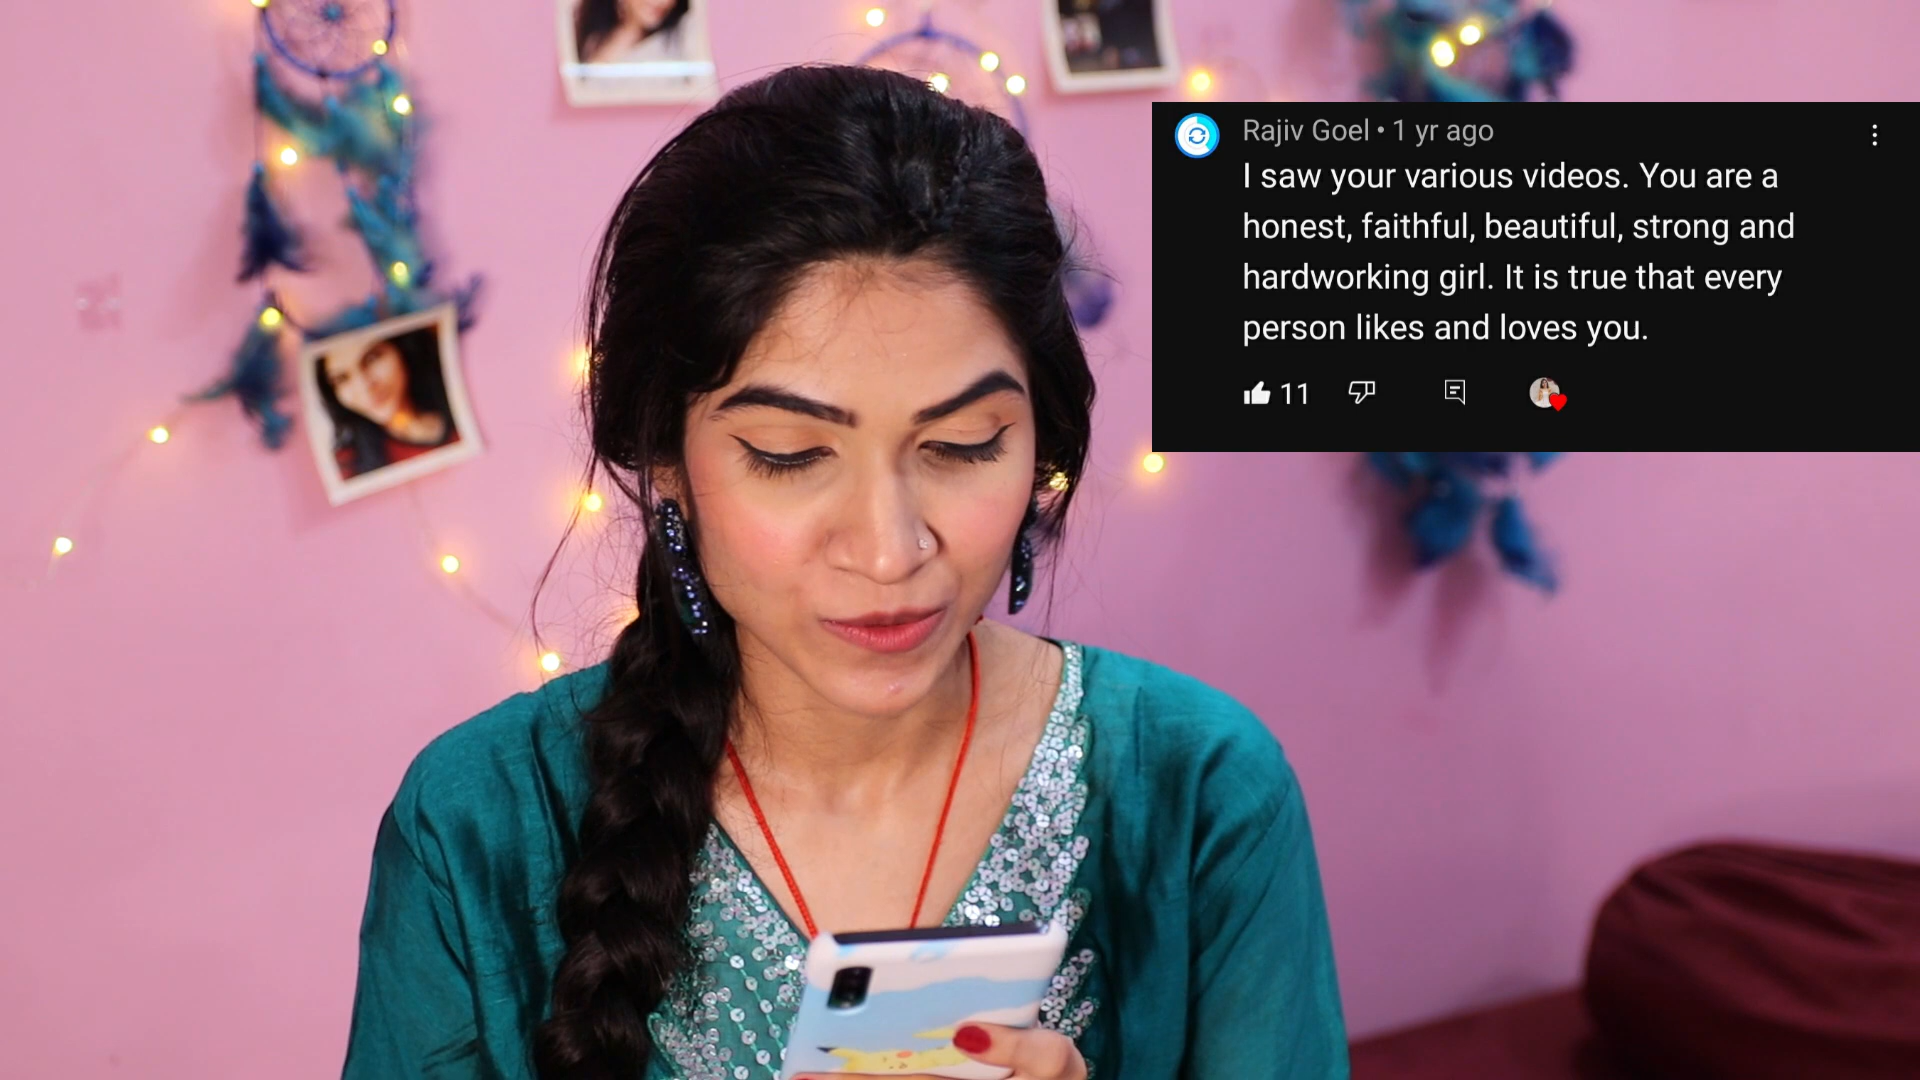 Rajiv Goel • 1 yr ago
I saw your various videos. You are a
honest, faithful, beautiful, strong and
hardworking girl. It is true that every
person likes and loves you.
11